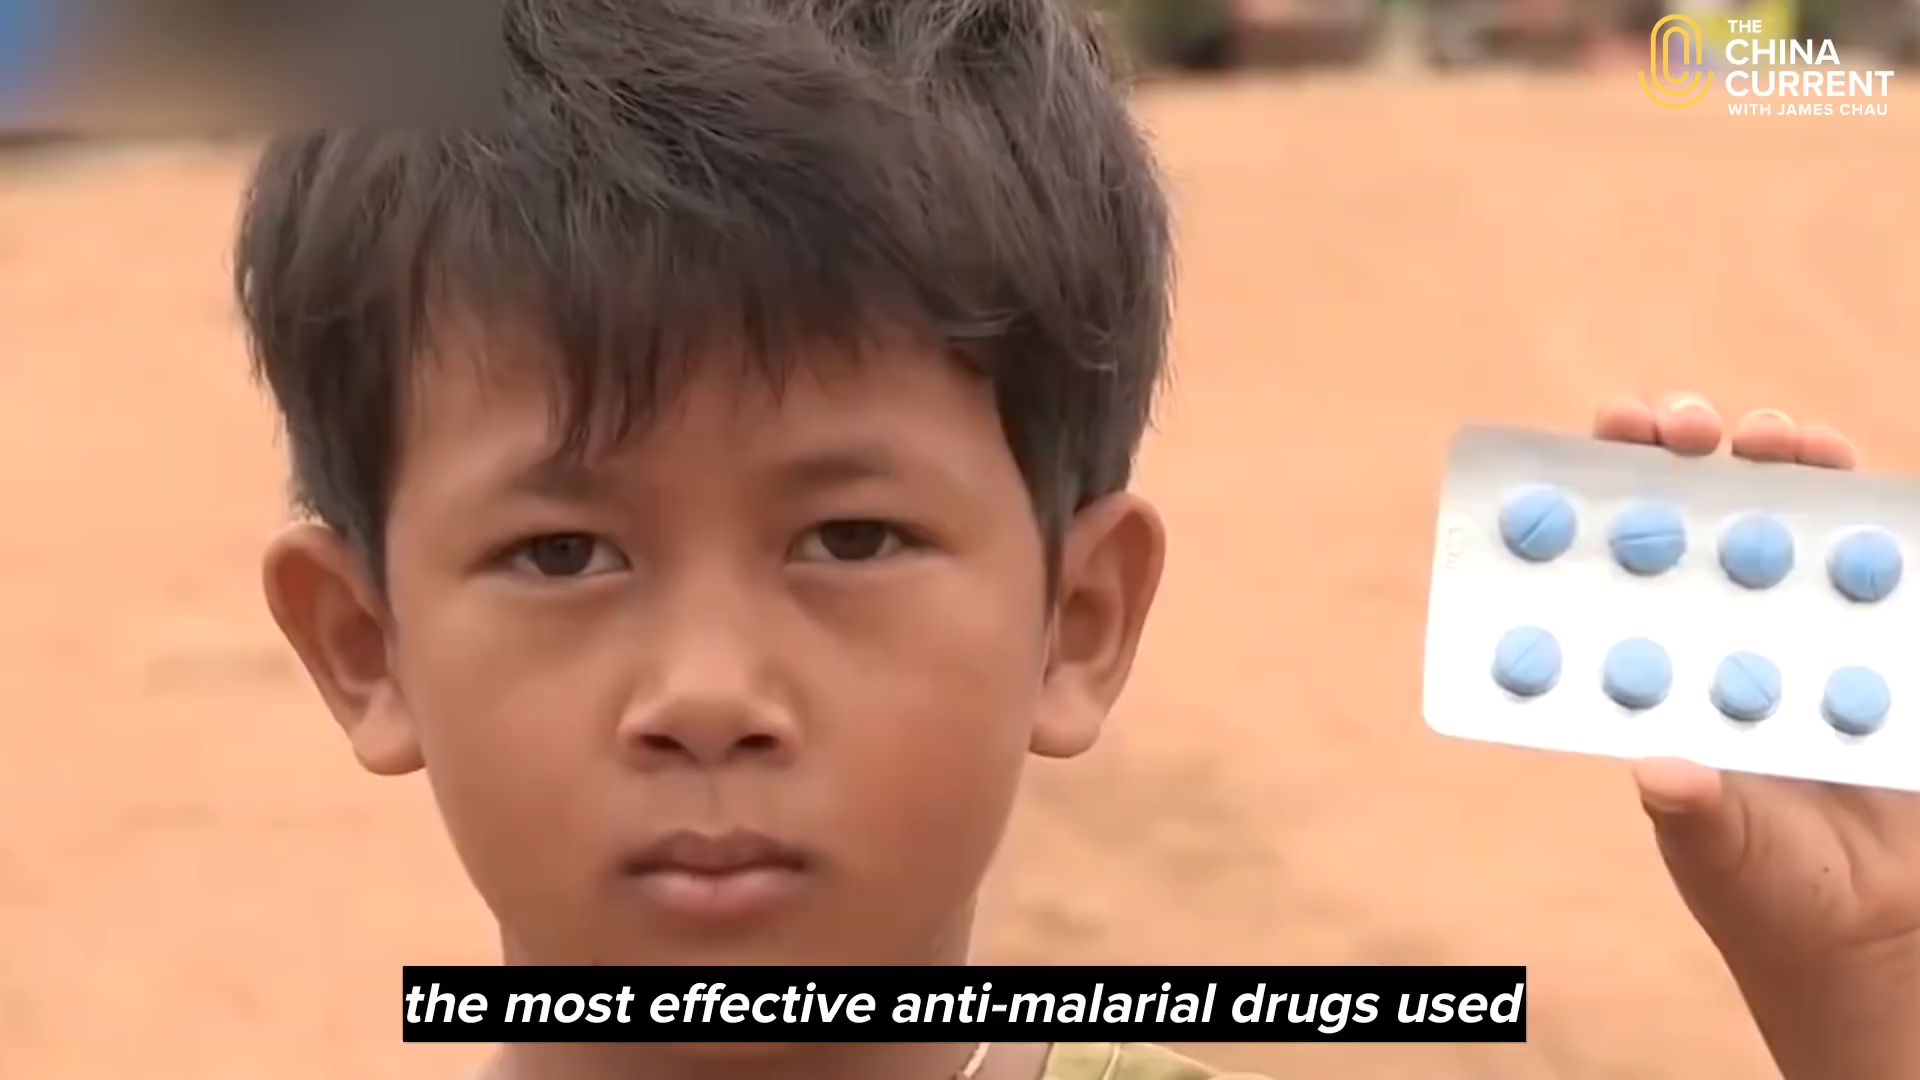 THE
CHINA
CURRENT
WITH JAMES CHAU
the most effective anti-malarial drugs used